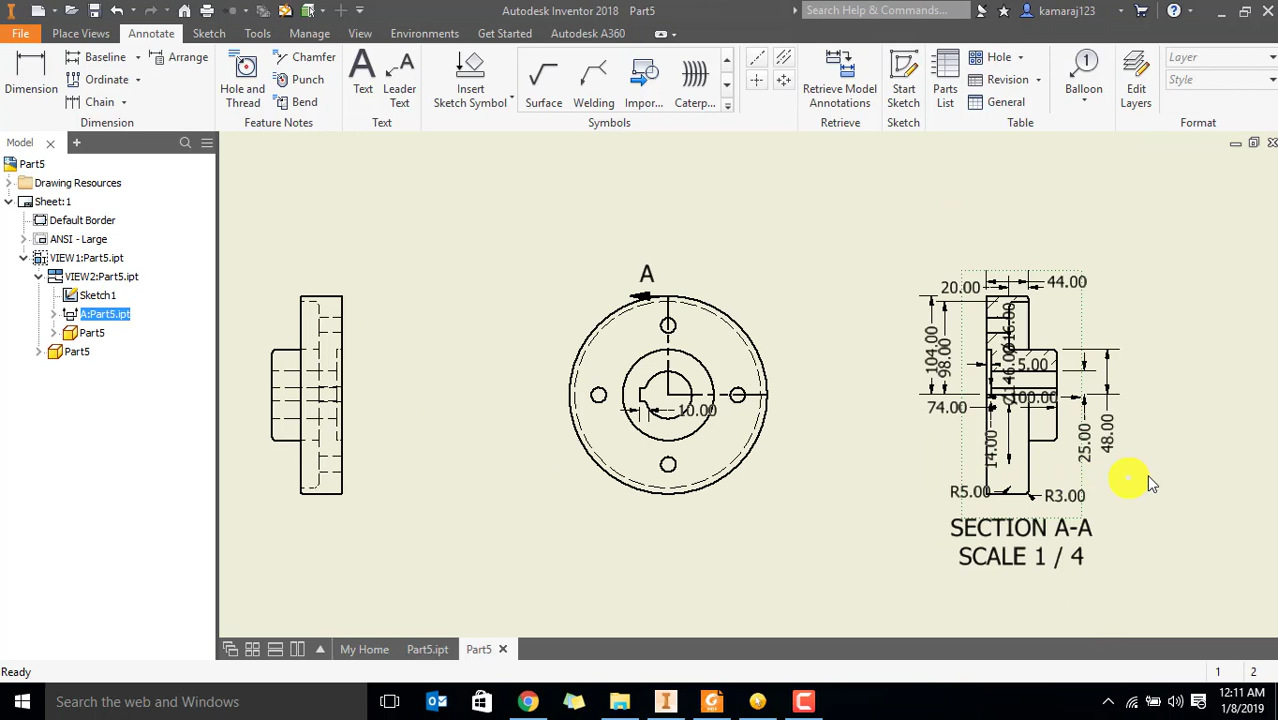 Autodesk Inventor 2018 Part5
Search Help & Commands...
kamaraj123
File Place Views Annotate Sketch Tools Manage View Environments Get Started Autodesk A360
Dimension
Baseline
Arrange
Ordinate
Chain
Dimension
Hole and
Thread
Chamfer
Punch
Bend
Feature Notes
Text
Leader
Text
Text
Insert
Sketch Symbol
Surface
Welding
Impor...
Caterp...
Symbols
Retrieve Model
Annotations
Retrieve
Start
Sketch
Sketch
Parts
List
Hole
Revision
General
Table
Balloon
Edit
Layers
Layer
Style
Format
Model
Part5
Drawing Resources
Sheet:1
Default Border
ANSI - Large
VIEW1:Part5.ipt
VIEW2:Part5.ipt
Sketch1
A:Part5.ipt
Part5
Part5
A
10.00
20.00
44.00
104.00
98.00
5.00
74.00
100.00
14.00
25.00
48.00
R5.00
R3.00
SECTION A-A
SCALE 1 / 4
My Home
Part5.ipt
Part5
Ready
1
2
Search the web and Windows
12:11 AM
1/8/2019